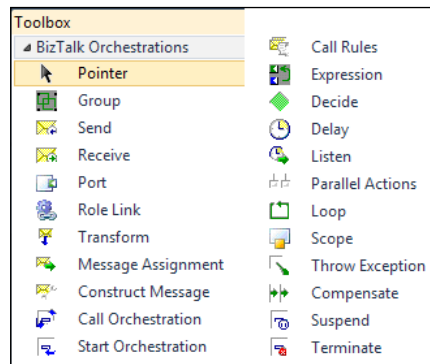 Toolbox
BizTalk Orchestrations
Pointer
Group
Send
Receive
Port
Role Link
Transform
Message Assignment
Construct Message
Call Orchestration
Start Orchestration
Call Rules
Expression
Decide
Delay
Listen
Parallel Actions
Loop
Scope
Throw Exception
Compensate
Suspend
Terminate